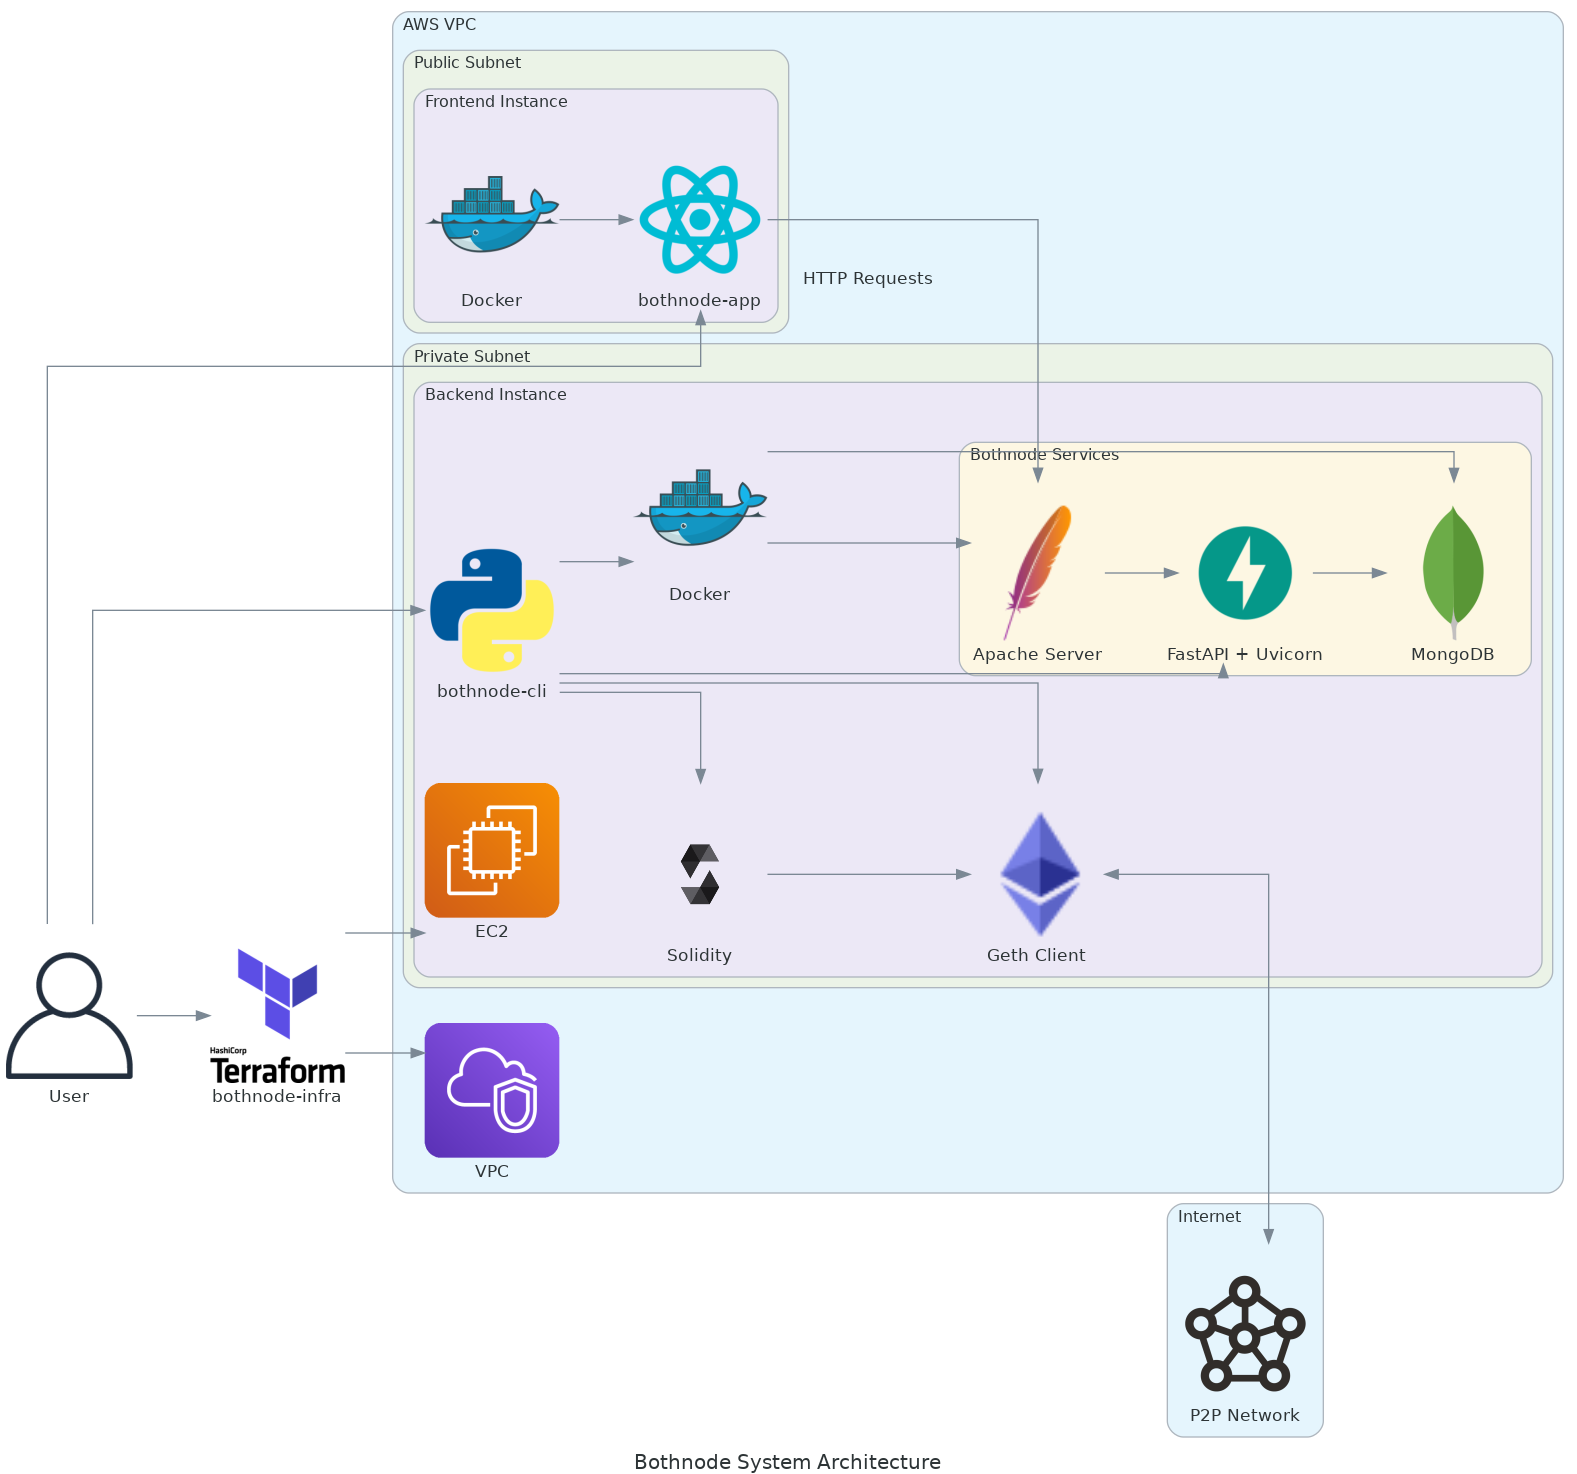 AWS VPC
Public Subnet
Frontend Instance
Docker
bothnode-app
HTTP Requests
Private Subnet
Backend Instance
Bothnode Services
Docker
Apache Server
FastAPI + Uvicorn
MongoDB
bothnode-cli
EC2
Solidity
Geth Client
User
HashiCorp
Terraform
bothnode-infra
VPC
Internet
P2P Network
Bothnode System Architecture